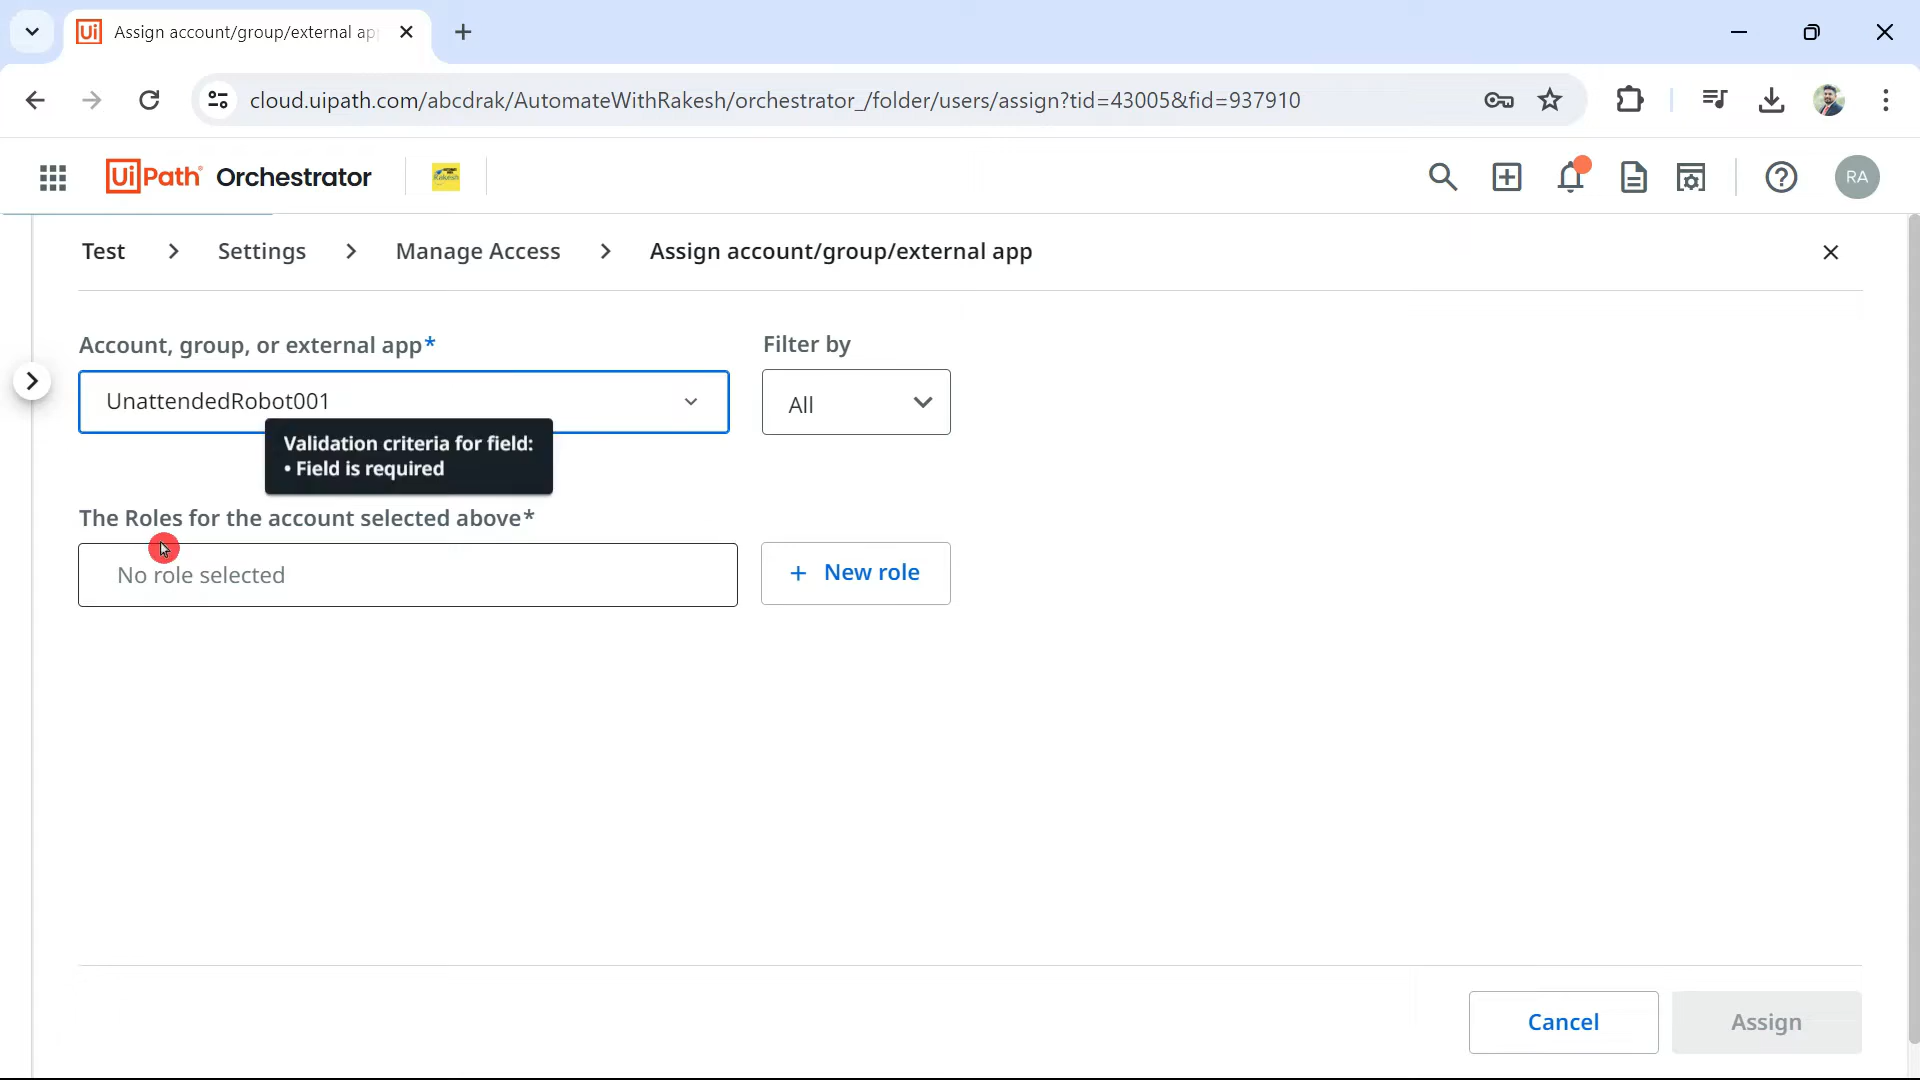 Assign account/group/external ap
cloud.uipath.com/abcdrak/AutomateWithRakesh/orchestrator_/folder/users/assign?tid=43005&fid=937910
UiPath Orchestrator
RA
Test > Settings > Manage Access > Assign account/group/external app
Account, group, or external app* Filter by
UnattendedRobot001 All
Validation criteria for field:
• Field is required
The Roles for the account selected above*
No role selected + New role
Cancel Assign